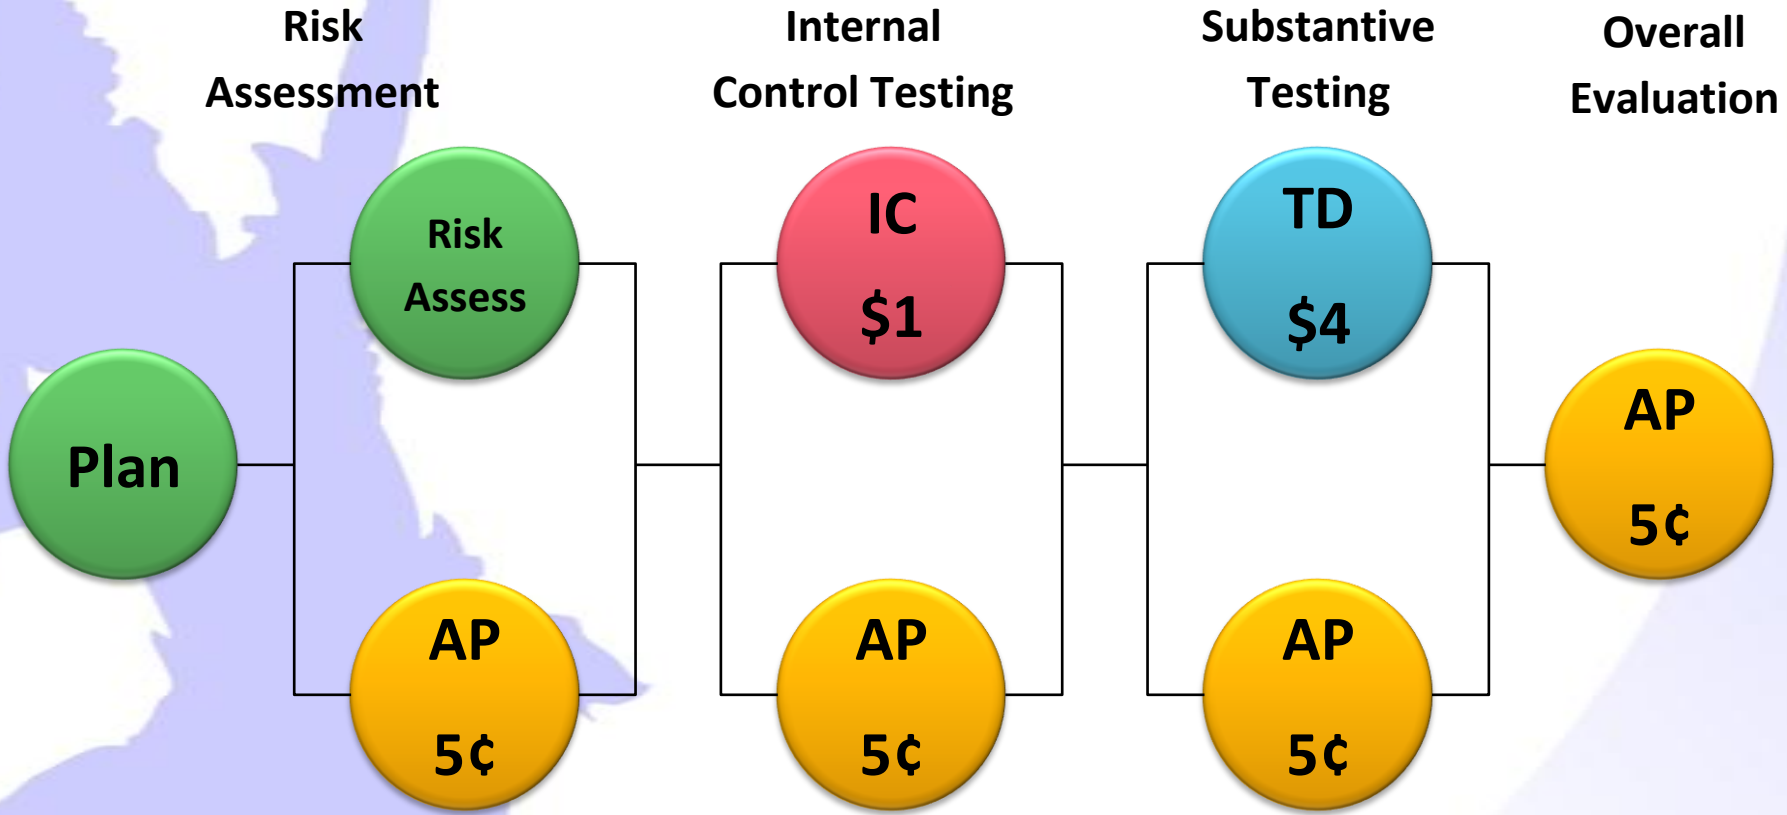 Risk
Assessment
Internal
Control Testing
Substantive
Testing
Overall
Evaluation
Risk
Assess
IC
$1
TD
$4
Plan
AP
5¢
AP
5¢
AP
5¢
AP
5¢